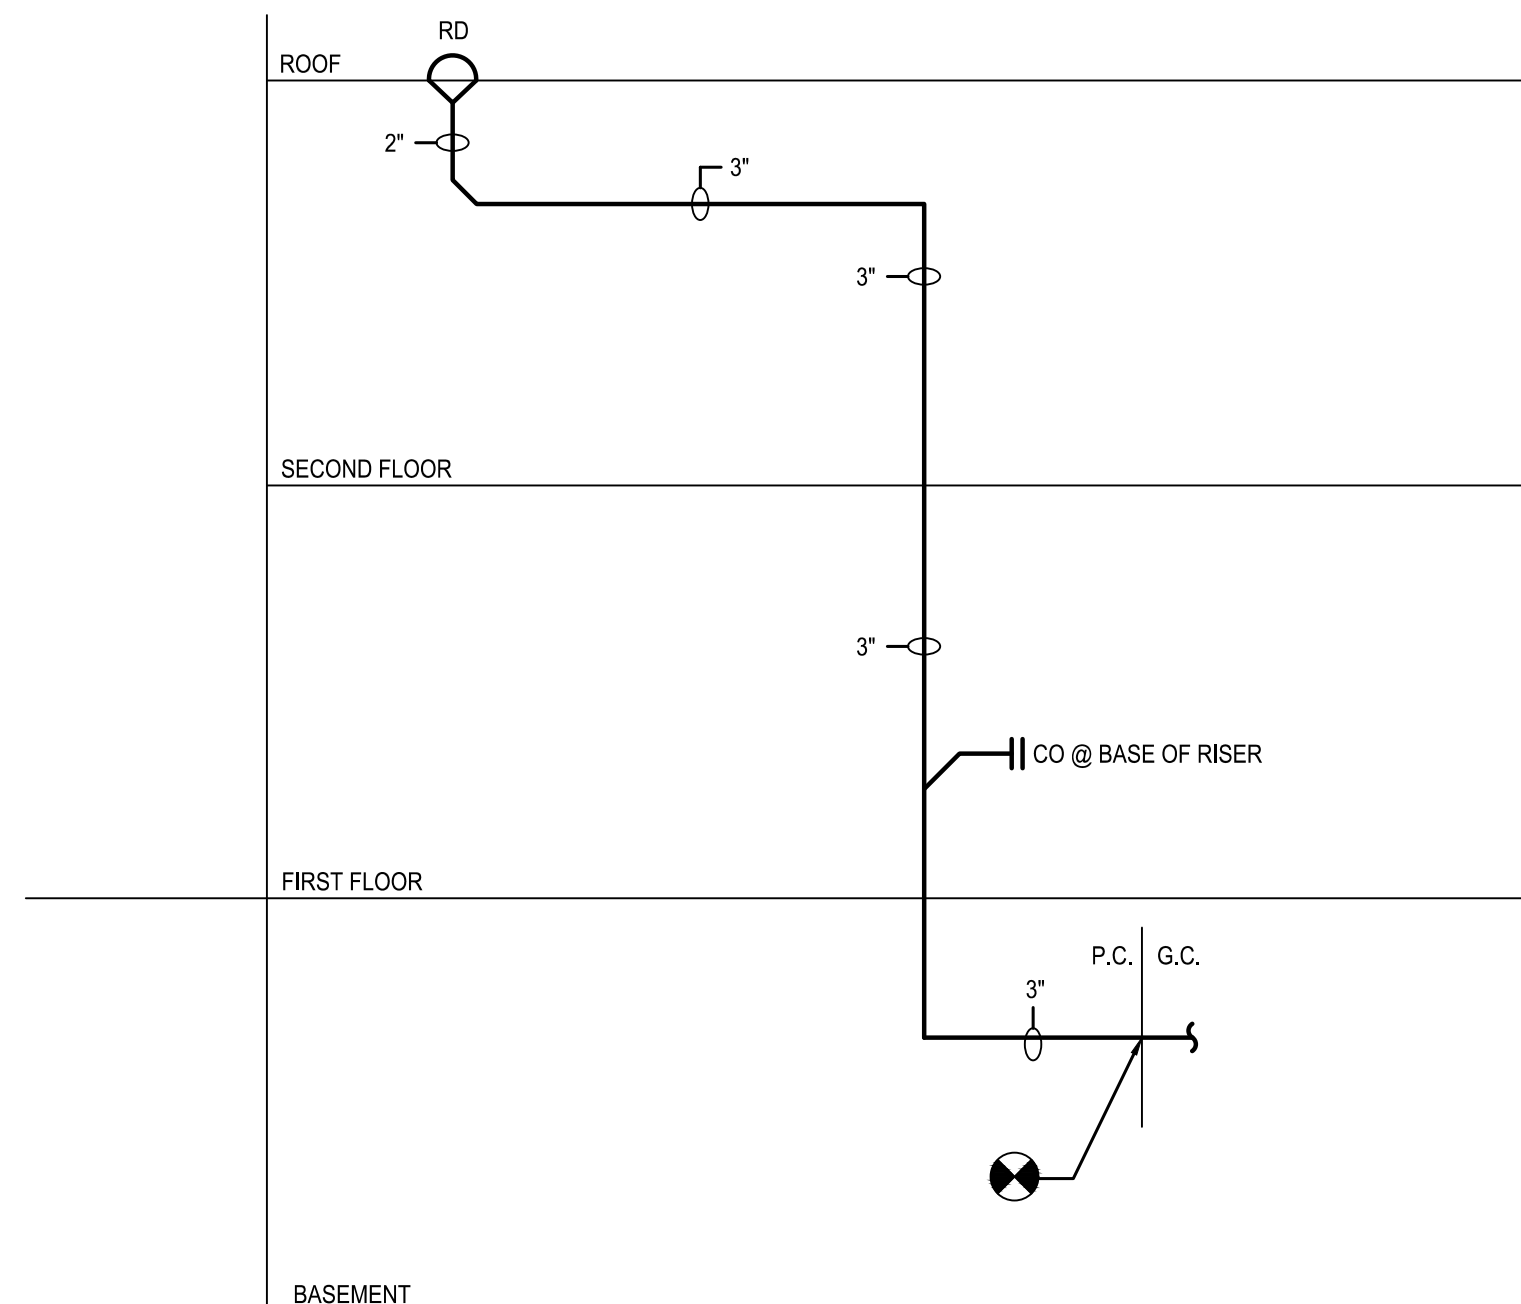 RD
ROOF
2"
3"
3"
SECOND FLOOR
3"
CO @ BASE OF RISER
FIRST FLOOR
P.C. G.C.
3"
BASEMENT